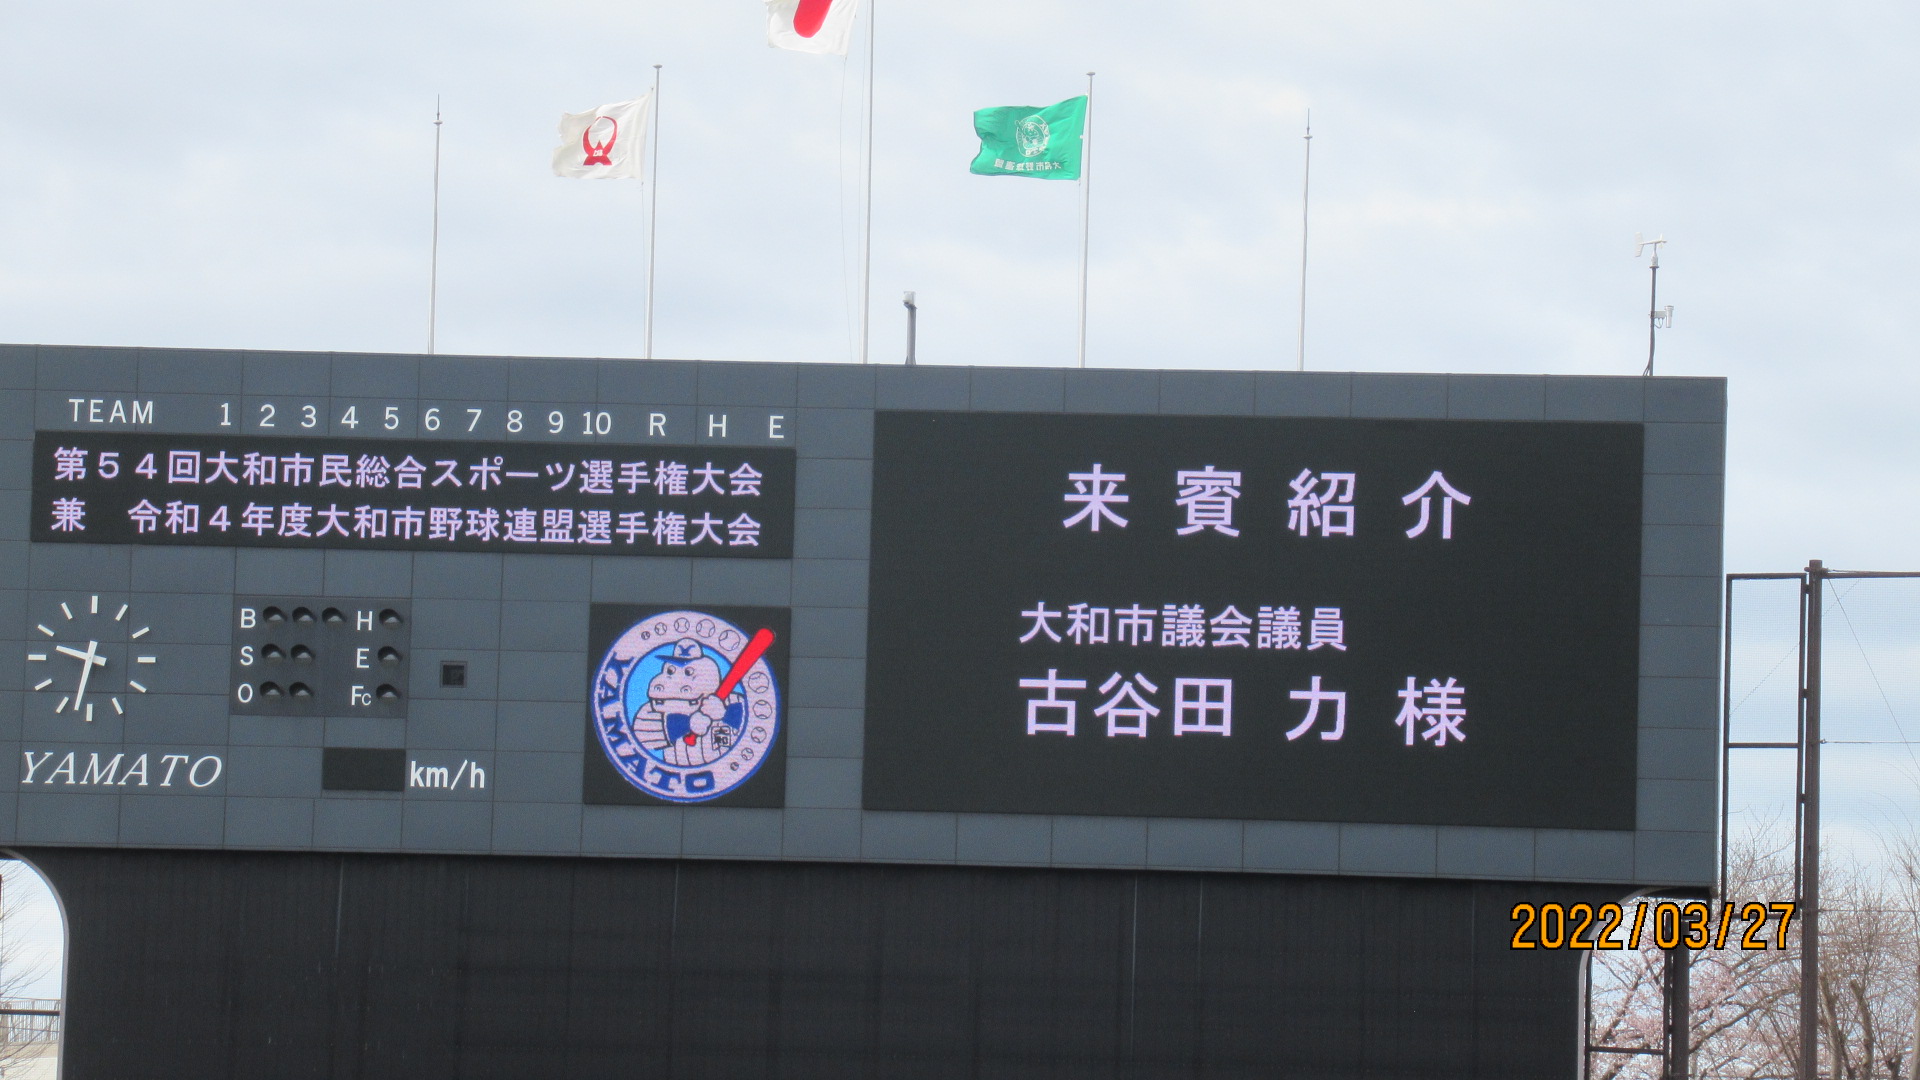 TEAM 1 2 3 4 5 6 7 8 9 10 R H E
第54回大和市民総合スポーツ選手権大会
兼　令和4年度大和市野球連盟選手権大会
B H
S E
O Fc
YAMATO
km/h
YAMATO
大和
来賓紹介
大和市議会議員
古谷田 力 様
2022/03/27